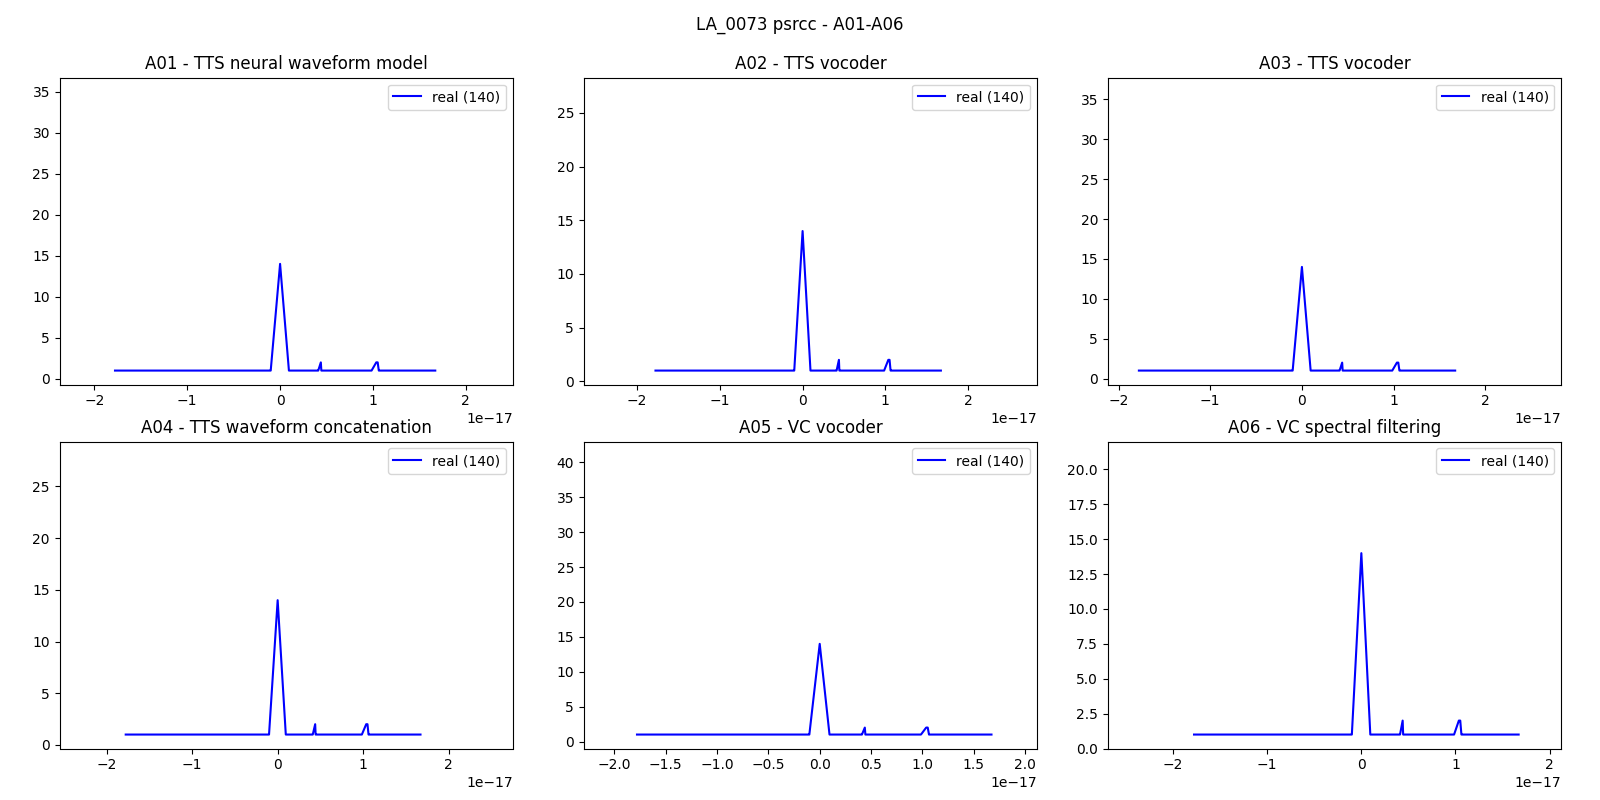 LA_0073 psrcc - A01-A06
A01 - TTS neural waveform model
A02 - TTS vocoder
A03 - TTS vocoder
real (140)
real (140)
real (140)
35
30
25
20
15
10
5
0
25
20
15
10
5
0
35
30
25
20
15
10
5
0
−2 −1 0 1 2
1e−17
−2 −1 0 1 2
1e−17
−2 −1 0 1 2
1e−17
A04 - TTS waveform concatenation
A05 - VC vocoder
A06 - VC spectral filtering
real (140)
real (140)
real (140)
25
20
15
10
5
0
40
35
30
25
20
15
10
5
0
20.0
17.5
15.0
12.5
10.0
7.5
5.0
2.5
0.0
−2 −1 0 1 2
1e−17
−2.0 −1.5 −1.0 −0.5 0.0 0.5 1.0 1.5 2.0
1e−17
−2 −1 0 1 2
1e−17